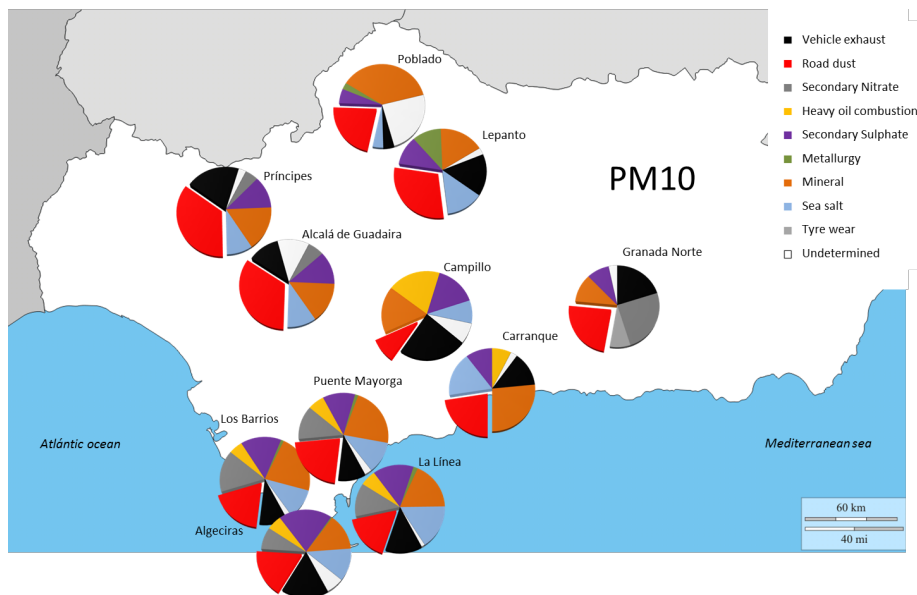 Poblado
Lepanto
PM10
Príncipes
Alcalá de Guadaira
Campillo
Granada Norte
Carranque
Puente Mayorga
Los Barrios
La Línea
Algeciras
Atlántic ocean
Mediterranean sea
60 km
40 mi
Vehicle exhaust
Road dust
Secondary Nitrate
Heavy oil combustion
Secondary Sulphate
Metallurgy
Mineral
Sea salt
Tyre wear
Undetermined